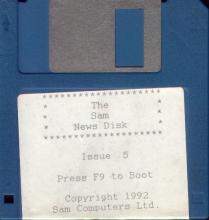 *******************
* The *
* Sam *
* News Disk *
*******************
Issue 5
Press F9 to Boot
Copyright 1992
Sam Computers Ltd.